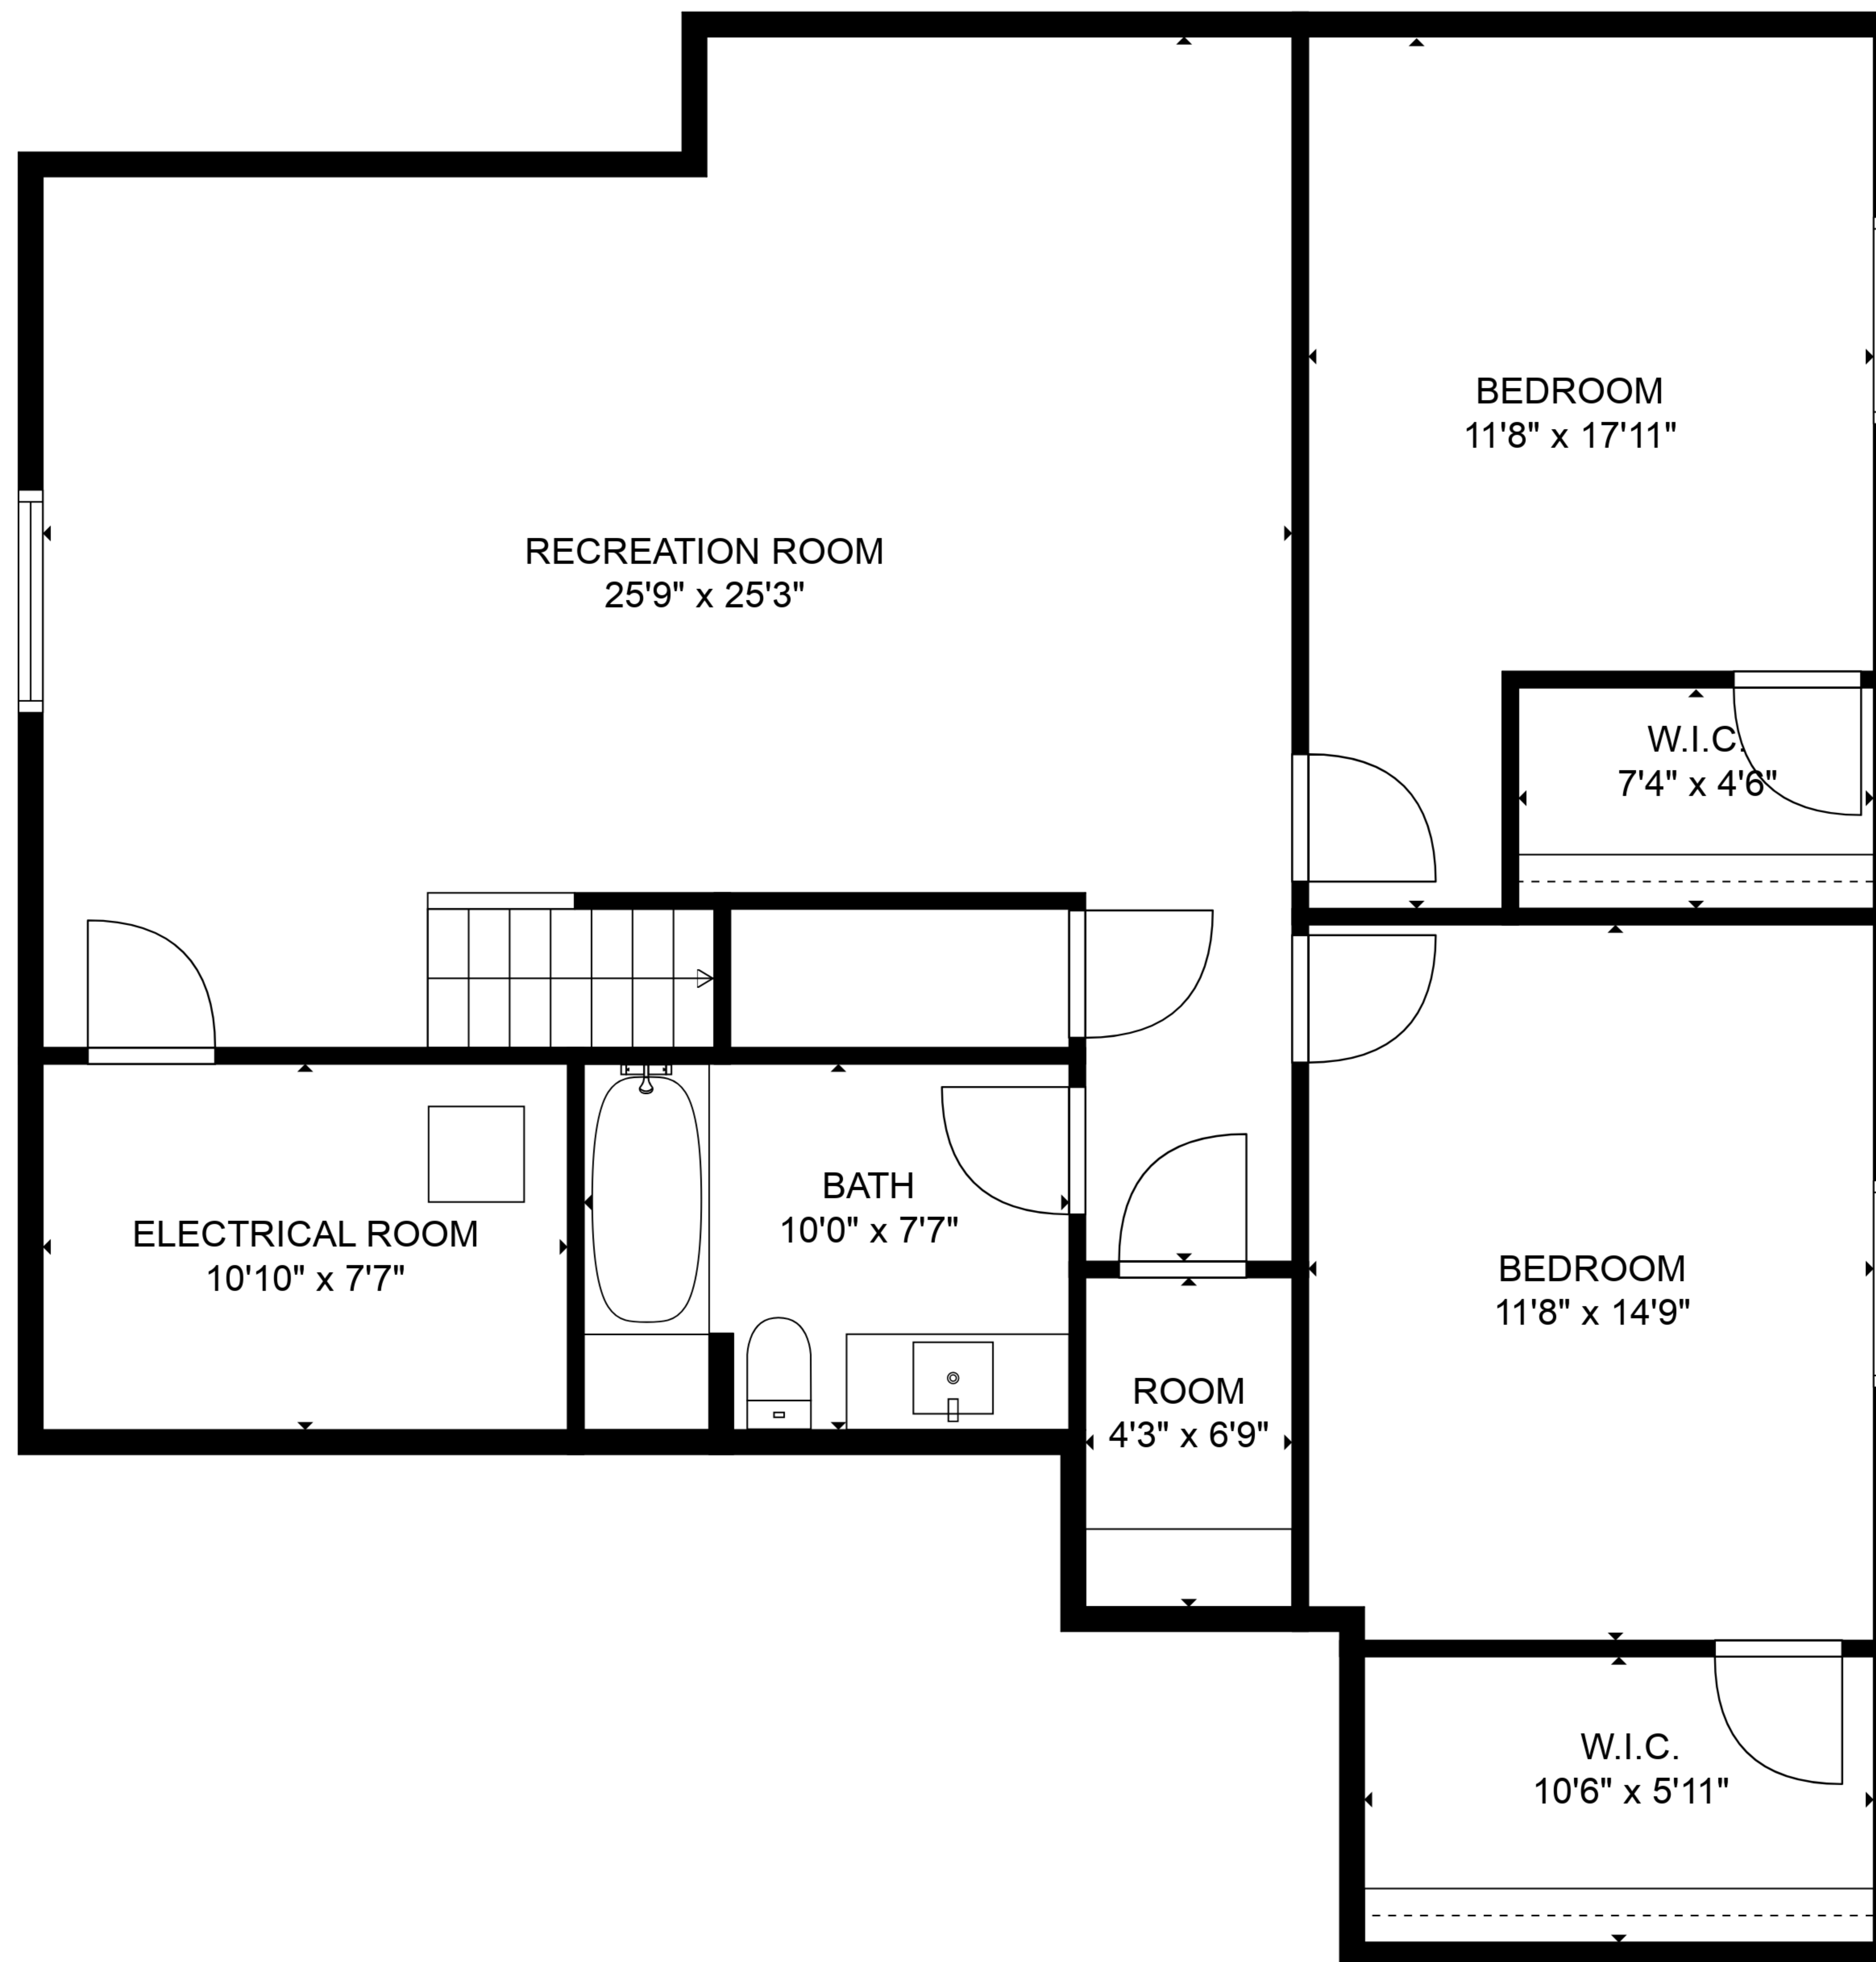 BEDROOM
11'8" x 17'11"
RECREATION ROOM
25'9" x 25'3"
W.I.C.
7'4" x 4'6"
BATH
10'0" x 7'7"
ELECTRICAL ROOM
10'10" x 7'7"
BEDROOM
11'8" x 14'9"
ROOM
4'3" x 6'9"
W.I.C.
10'6" x 5'11"